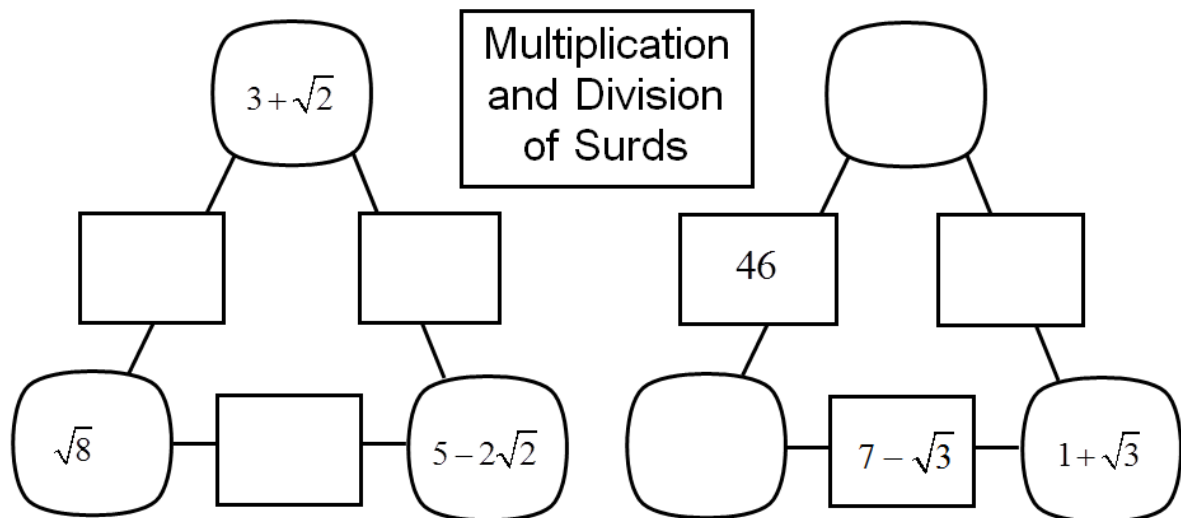 3 + √2
Multiplication
and Division
of Surds
46
√8
5 − 2√2
7 − √3
1 + √3